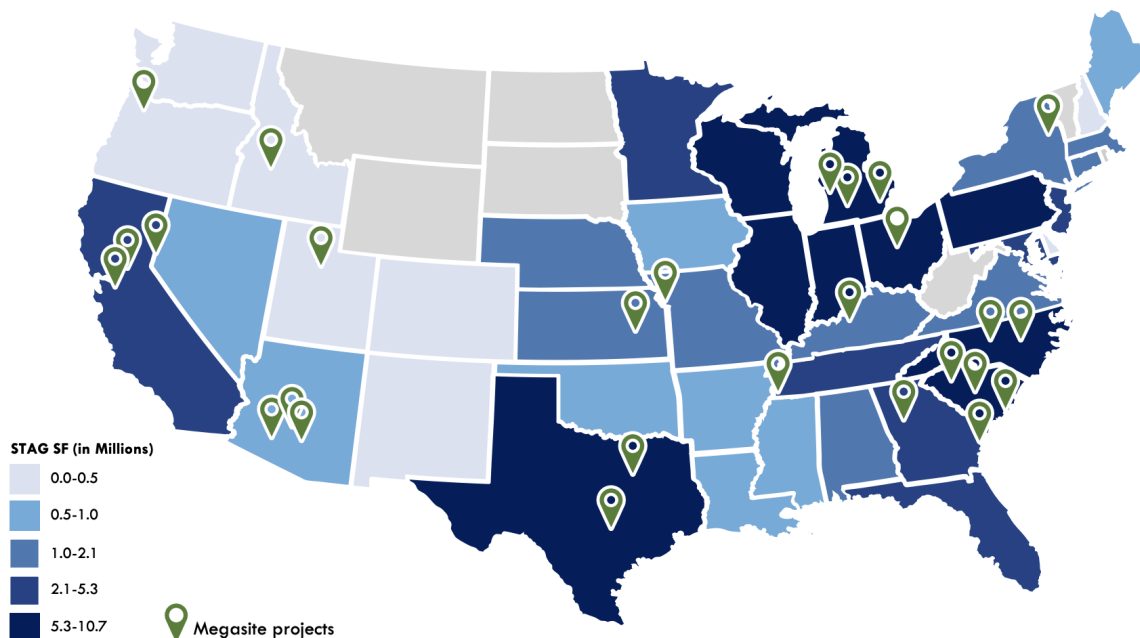 STAG SF (in Millions)
0.0-0.5
0.5-1.0
1.0-2.1
2.1-5.3
5.3-10.7
Megasite projects